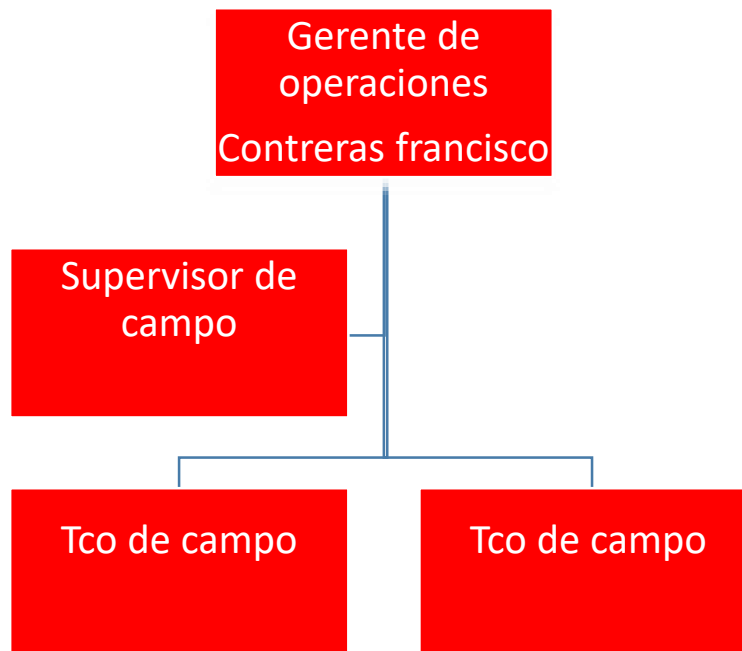 Gerente de
operaciones
Contreras francisco
Supervisor de
campo
Tco de campo
Tco de campo